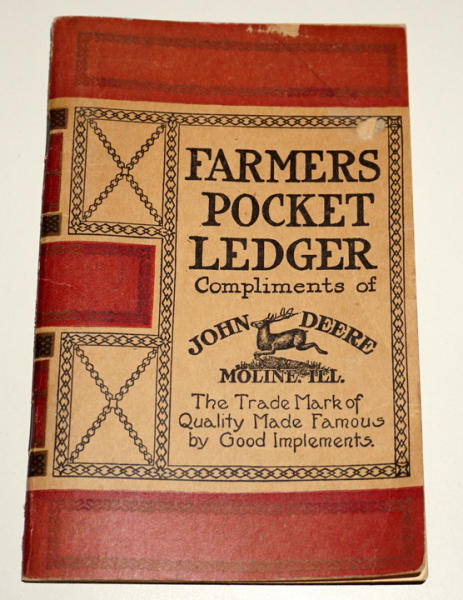 FARMERS
POCKET
LEDGER
Compliments of
JOHN DEERE
MOLINE. ILL.
The Trade Mark of
Quality Made Famous
by Good Implements.